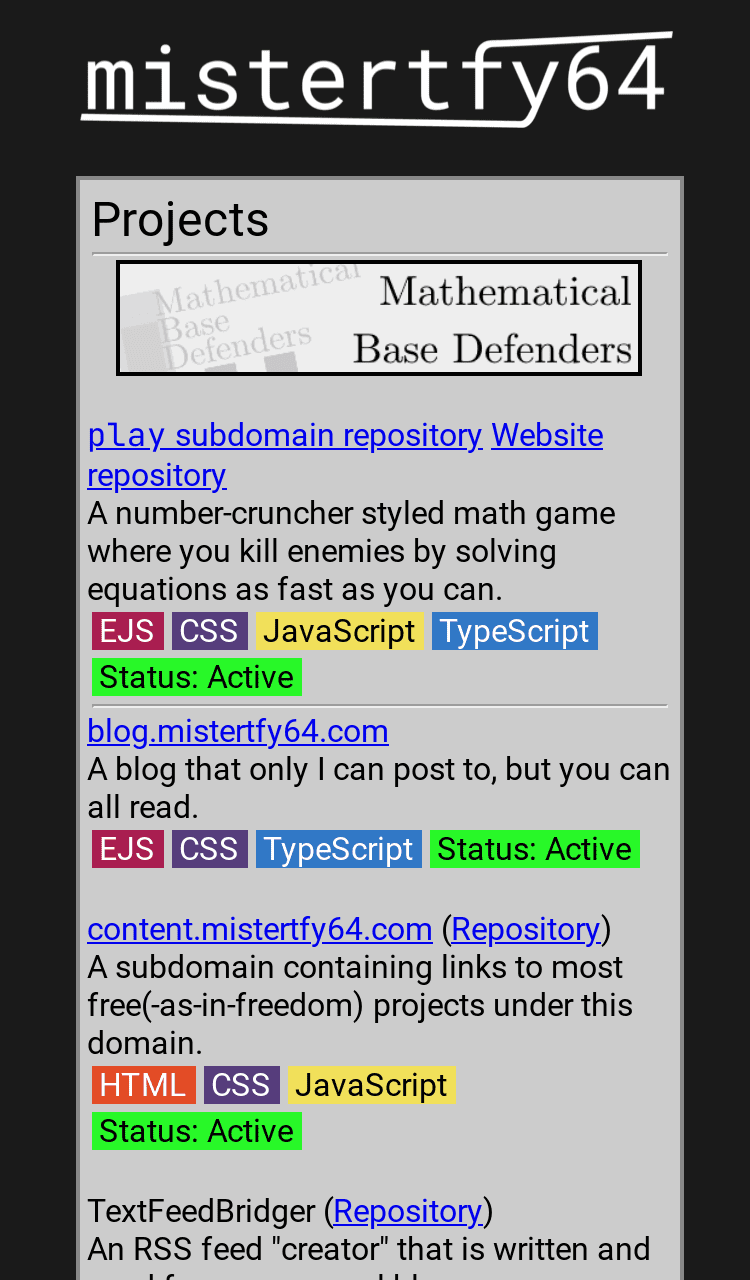 mistertfy64
Projects
Mathematical
Base
Defenders
Mathematical
Base Defenders
play subdomain repository Website
repository
A number-cruncher styled math game
where you kill enemies by solving
equations as fast as you can.
EJS CSS JavaScript TypeScript
Status: Active
blog.mistertfy64.com
A blog that only I can post to, but you can
all read.
EJS CSS TypeScript Status: Active
content.mistertfy64.com (Repository)
A subdomain containing links to most
free(-as-in-freedom) projects under this
domain.
HTML CSS JavaScript
Status: Active
TextFeedBridger (Repository)
An RSS feed "creator" that is written and